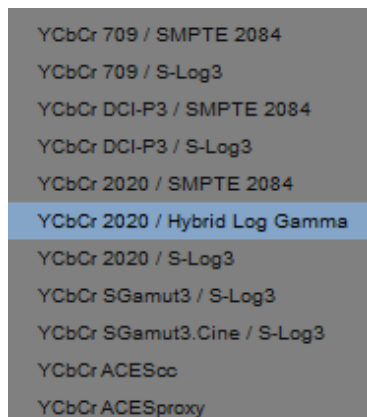 YCbCr 709 / SMPTE 2084
YCbCr 709 / S-Log3
YCbCr DCI-P3 / SMPTE 2084
YCbCr DCI-P3 / S-Log3
YCbCr 2020 / SMPTE 2084
YCbCr 2020 / Hybrid Log Gamma
YCbCr 2020 / S-Log3
YCbCr SGamut3 / S-Log3
YCbCr SGamut3.Cine / S-Log3
YCbCr ACEScc
YCbCr ACESproxy